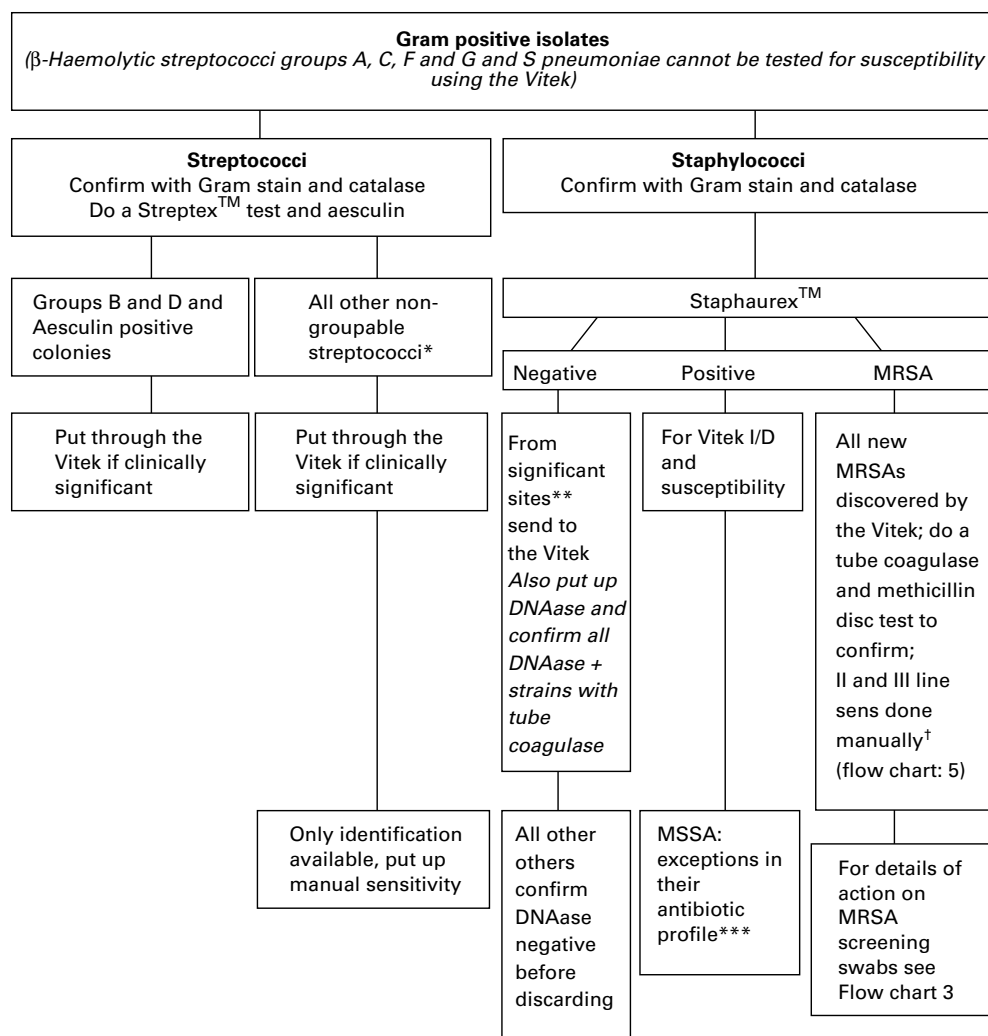 Gram positive isolates
(β-Haemolytic streptococci groups A, C, F and G and S pneumoniae cannot be tested for susceptibility
using the Vitek)
Streptococci
Confirm with Gram stain and catalase
Do a Streptex™ test and aesculin
Staphylococci
Confirm with Gram stain and catalase
Groups B and D and
Aesculin positive
colonies
All other non-
groupable
streptococci*
Staphaurex™
Negative
Positive
MRSA
Put through the
Vitek if clinically
significant
Put through the
Vitek if clinically
significant
From
significant
sites**
send to
the Vitek
Also put up
DNAase and
confirm all
DNAase +
strains with
tube
coagulase
For Vitek I/D
and
susceptibility
All new
MRSAs
discovered by
the Vitek; do a
tube coagulase
and methicillin
disc test to
confirm;
II and III line
sens done
manually†
(flow chart: 5)
Only identification
available, put up
manual sensitivity
All other
others
confirm
DNAase
negative
before
discarding
MSSA:
exceptions in
their
antibiotic
profile***
For details of
action on
MRSA
screening
swabs see
Flow chart 3